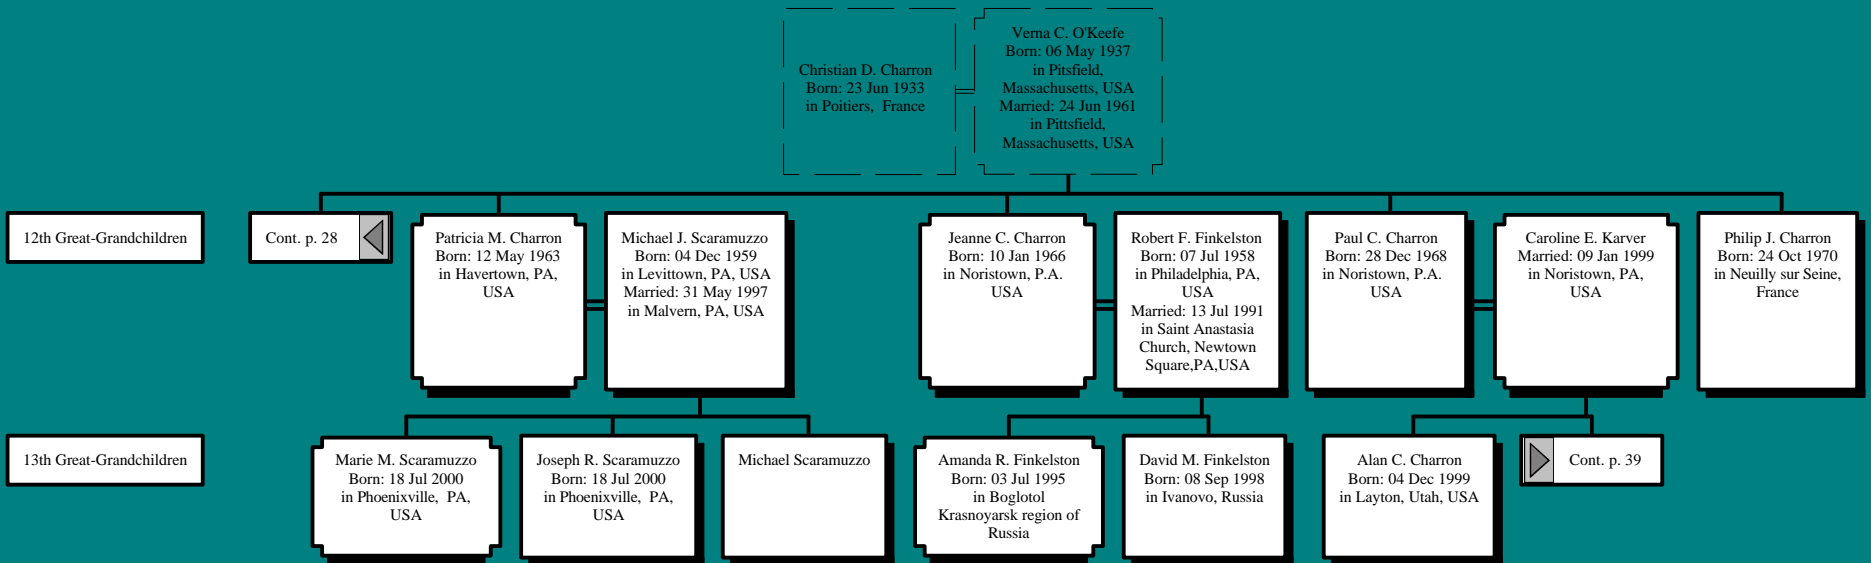 Christian D. Charron
Born: 23 Jun 1933
in Poitiers,  France
Verna C. O'Keefe
Born: 06 May 1937
in Pitsfield,
Massachusetts, USA
Married: 24 Jun 1961
in Pittsfield,
Massachusetts, USA
12th Great-Grandchildren
Cont. p. 28
Patricia M. Charron
Born: 12 May 1963
in Havertown, PA,
USA
Michael J. Scaramuzzo
Born: 04 Dec 1959
in Levittown, PA, USA
Married: 31 May 1997
in Malvern, PA, USA
Jeanne C. Charron
Born: 10 Jan 1966
in Noristown, P.A.
USA
Robert F. Finkelston
Born: 07 Jul 1958
in Philadelphia, PA,
USA
Married: 13 Jul 1991
in Saint Anastasia
Church, Newtown
Square,PA,USA
Paul C. Charron
Born: 28 Dec 1968
in Noristown, P.A.
USA
Caroline E. Karver
Married: 09 Jan 1999
in Noristown, PA,
USA
Philip J. Charron
Born: 24 Oct 1970
in Neuilly sur Seine,
France
13th Great-Grandchildren
Marie M. Scaramuzzo
Born: 18 Jul 2000
in Phoenixville,  PA,
USA
Joseph R. Scaramuzzo
Born: 18 Jul 2000
in Phoenixville,  PA,
USA
Michael Scaramuzzo
Amanda R. Finkelston
Born: 03 Jul 1995
in Boglotol
Krasnoyarsk region of
Russia
David M. Finkelston
Born: 08 Sep 1998
in Ivanovo, Russia
Alan C. Charron
Born: 04 Dec 1999
in Layton, Utah, USA
Cont. p. 39